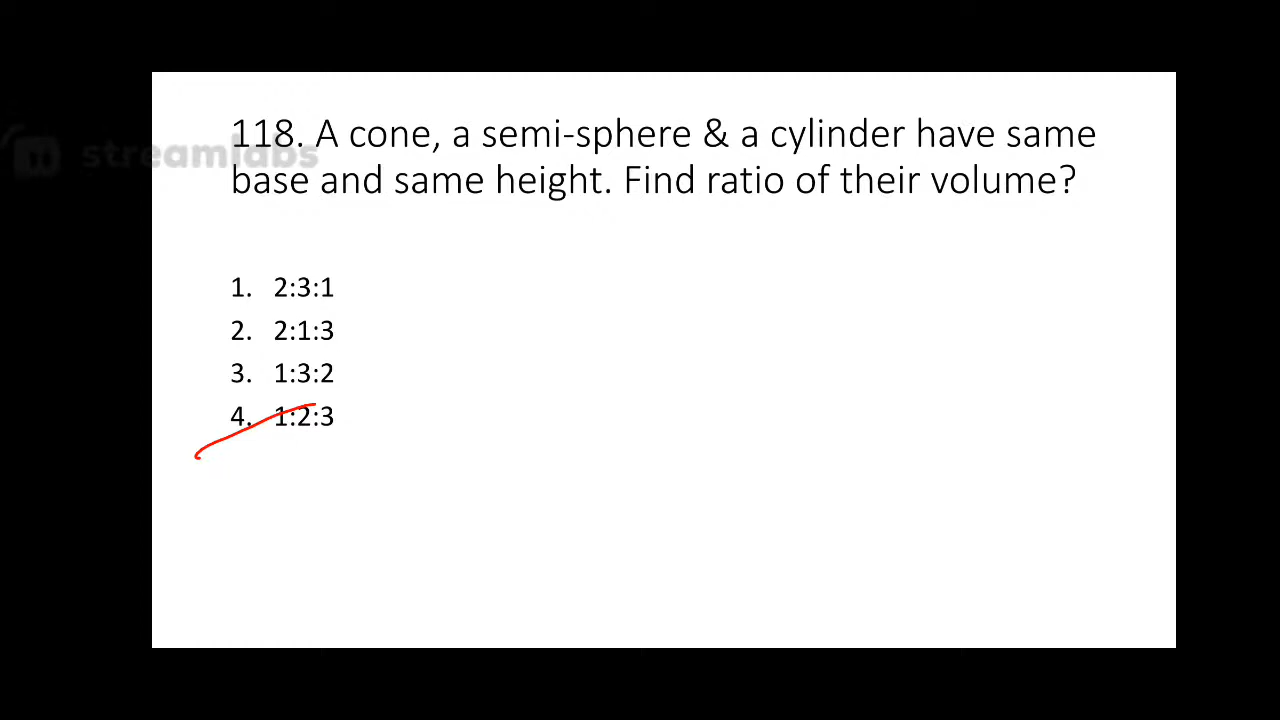 118. A cone, a semi-sphere & a cylinder have same
streamlabs
base and same height. Find ratio of their volume?
1. 2:3:1
2. 2:1:3
3. 1:3:2
4. 1:2:3